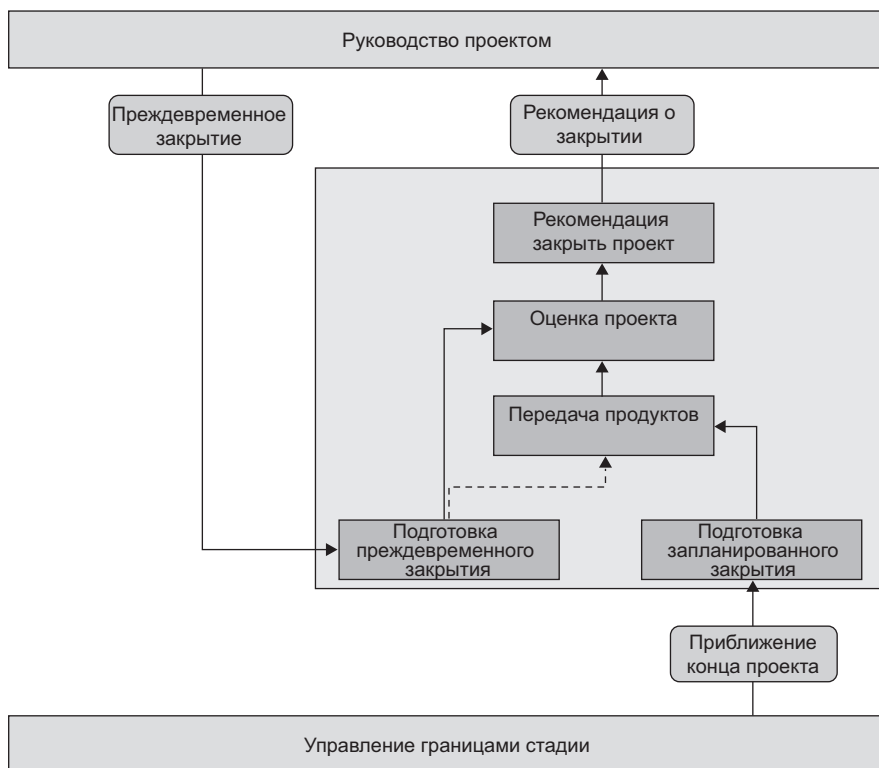 Руководство проектом
Преждевременное
закрытие
Рекомендация о
закрытии
Рекомендация
закрыть проект
Оценка проекта
Передача продуктов
Подготовка
преждевременного
закрытия
Подготовка
запланированного
закрытия
Приближение
конца проекта
Управление границами стадии